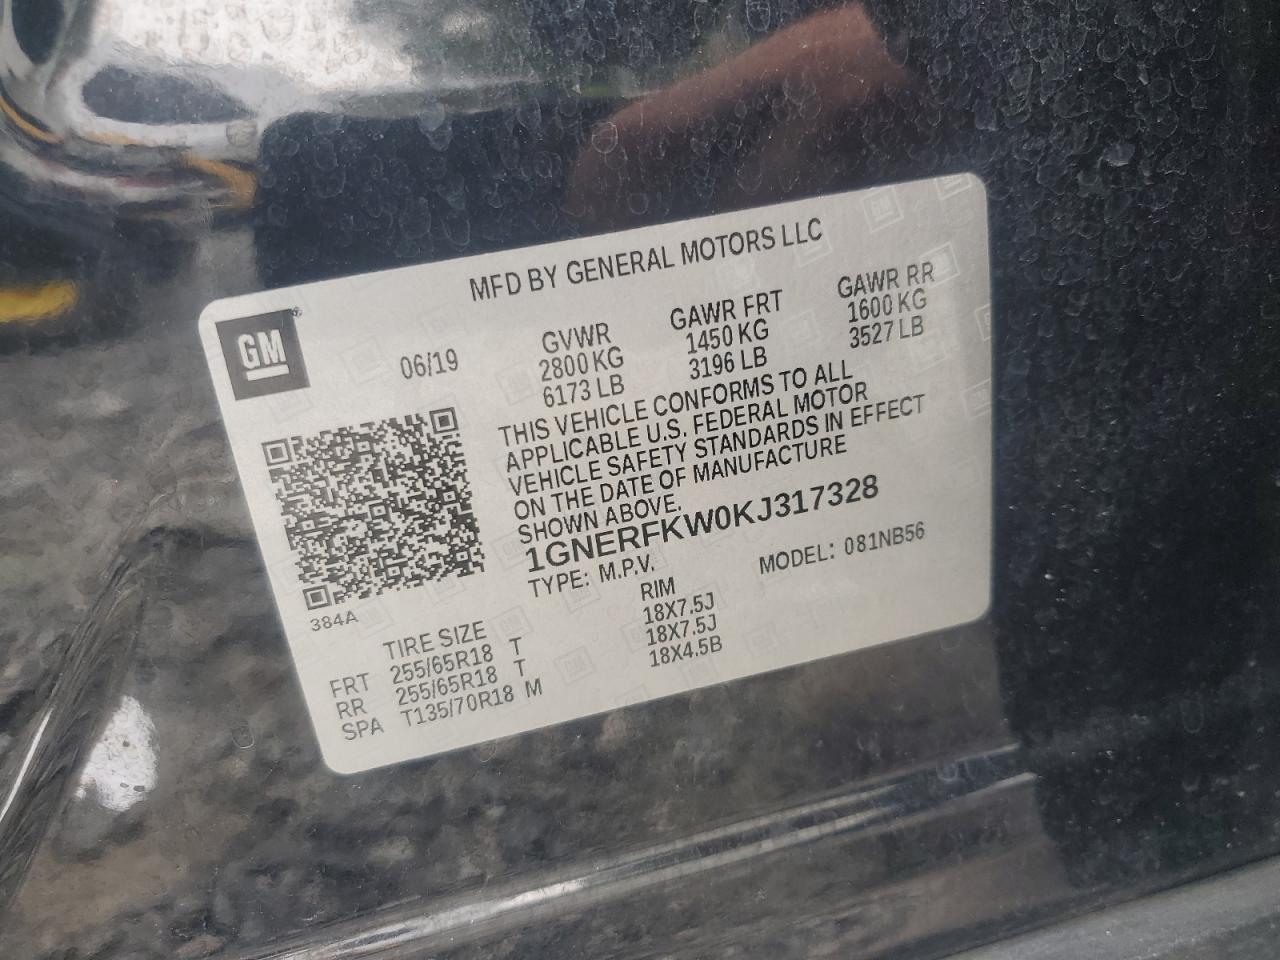 MFD BY GENERAL MOTORS LLC
GM
06/19
GVWR GAWR FRT GAWR RR
2800 KG 1450 KG 1600 KG
6173 LB 3196 LB 3527 LB
THIS VEHICLE CONFORMS TO ALL
APPLICABLE U.S. FEDERAL MOTOR
VEHICLE SAFETY STANDARDS IN EFFECT
ON THE DATE OF MANUFACTURE
SHOWN ABOVE.
1GNERFKW0KJ317328
TYPE: M.P.V. MODEL: 081NB56
384A
TIRE SIZE RIM
FRT 255/65R18 T 18X7.5J
RR 255/65R18 T 18X7.5J
SPA T135/70R18 M 18X4.5B